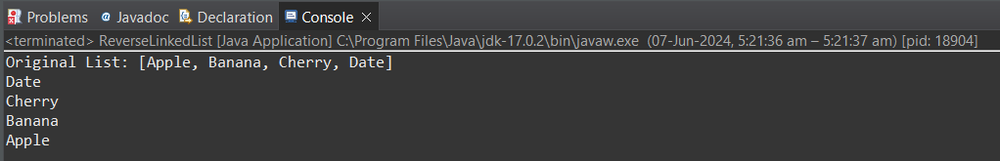 Problems @ Javadoc Declaration Console
<terminated> ReverseLinkedList [Java Application] C:\Program Files\Java\jdk-17.0.2\bin\javaw.exe (07-Jun-2024, 5:21:36 am – 5:21:37 am) [pid: 18904]
Original List: [Apple, Banana, Cherry, Date]
Date
Cherry
Banana
Apple